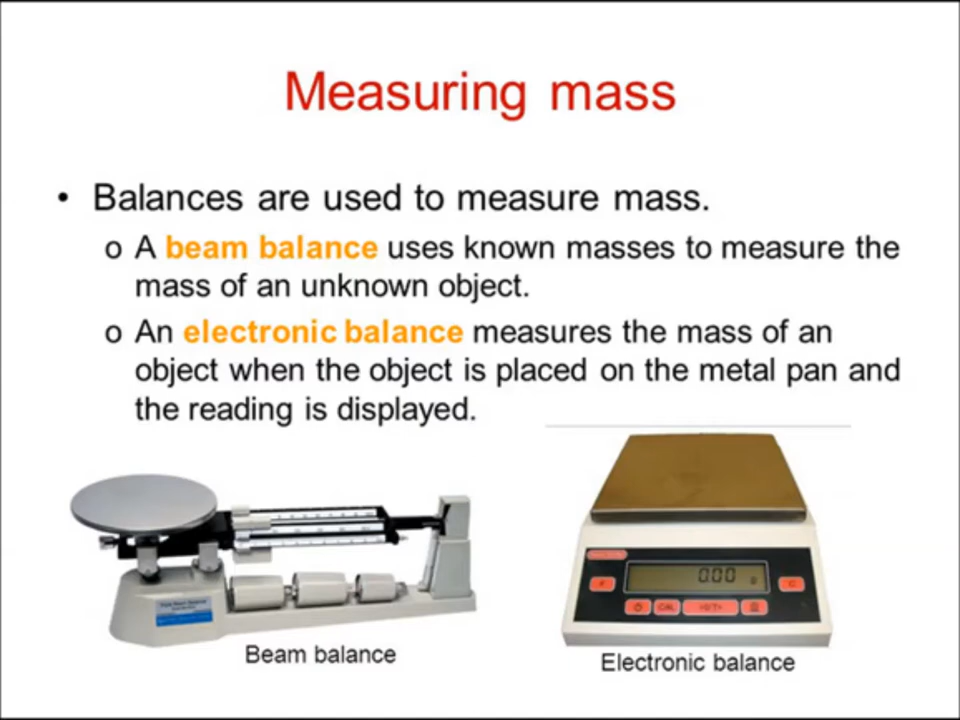 Measuring mass
• Balances are used to measure mass.
o A beam balance uses known masses to measure the
mass of an unknown object.
o An electronic balance measures the mass of an
object when the object is placed on the metal pan and
the reading is displayed.
0.00 g
CAL
Beam balance
Electronic balance